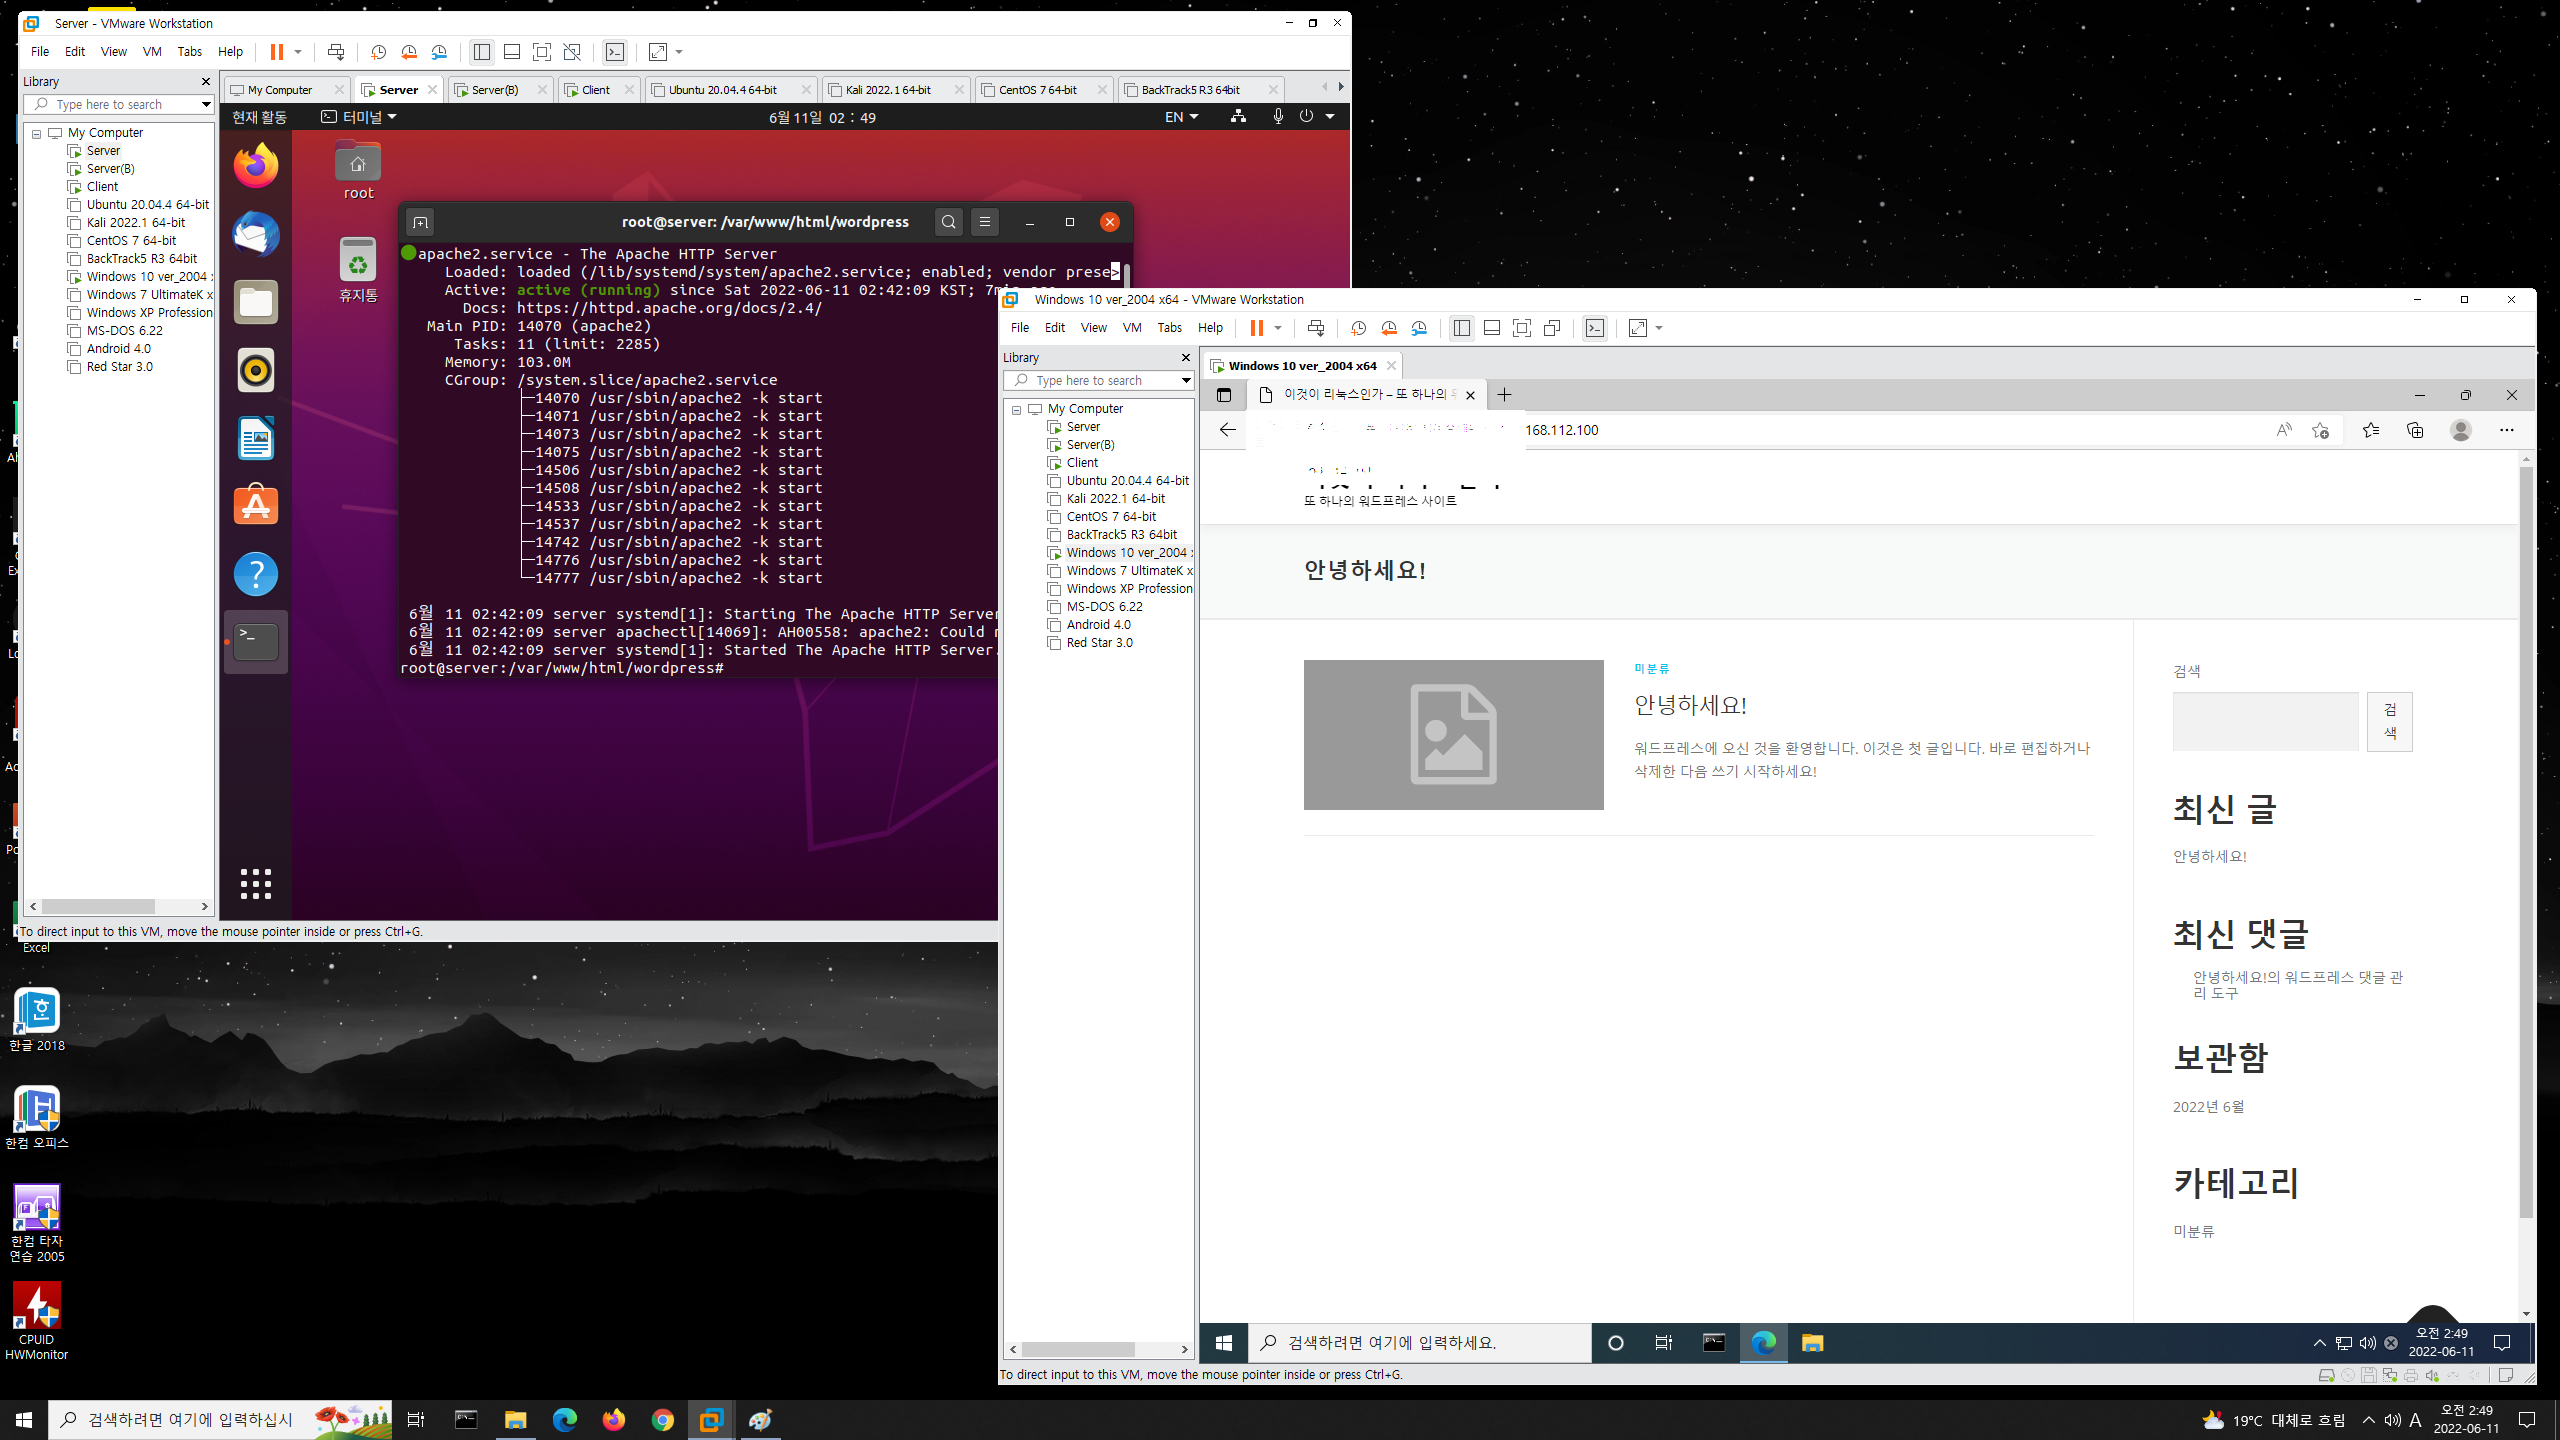 Server - VMware Workstation
File Edit View VM Tabs Help
Library
Type here to search
My Computer
Server
Server(B)
Client
Ubuntu 20.04.4 64-bit
Kali 2022.1 64-bit
CentOS 7 64-bit
BackTrack5 R3 64bit
Windows 10 ver_2004
Windows 7 UltimateK x
Windows XP Profession
MS-DOS 6.22
Android 4.0
Red Star 3.0
My Computer Server Server(B) Client Ubuntu 20.04.4 64-bit Kali 2022.1 64-bit CentOS 7 64-bit BackTrack5 R3 64bit
현재 활동 터미널 6월 11일 02 : 49 EN
root
휴지통
root@server: /var/www/html/wordpress
apache2.service - The Apache HTTP Server
Loaded: loaded (/lib/systemd/system/apache2.service; enabled; vendor prese>
Active: active (running) since Sat 2022-06-11 02:42:09 KST;
Docs: https://httpd.apache.org/docs/2.4/
Main PID: 14070 (apache2)
Tasks: 11 (limit: 2285)
Memory: 103.0M
CGroup: /system.slice/apache2.service
├─14070 /usr/sbin/apache2 -k start
├─14071 /usr/sbin/apache2 -k start
├─14073 /usr/sbin/apache2 -k start
├─14075 /usr/sbin/apache2 -k start
├─14506 /usr/sbin/apache2 -k start
├─14508 /usr/sbin/apache2 -k start
├─14533 /usr/sbin/apache2 -k start
├─14537 /usr/sbin/apache2 -k start
├─14742 /usr/sbin/apache2 -k start
├─14776 /usr/sbin/apache2 -k start
└─14777 /usr/sbin/apache2 -k start
6월 11 02:42:09 server systemd[1]: Starting The Apache HTTP Server
6월 11 02:42:09 server apachectl[14069]: AH00558: apache2: Could
6월 11 02:42:09 server systemd[1]: Started The Apache HTTP Server.
root@server:/var/www/html/wordpress#
To direct input to this VM, move the mouse pointer inside or press Ctrl+G.
Windows 10 ver_2004 x64 - VMware Workstation
File Edit View VM Tabs Help
Library
Type here to search
My Computer
Server
Server(B)
Client
Ubuntu 20.04.4 64-bit
Kali 2022.1 64-bit
CentOS 7 64-bit
BackTrack5 R3 64bit
Windows 10 ver_2004
Windows 7 UltimateK x
Windows XP Profession
MS-DOS 6.22
Android 4.0
Red Star 3.0
Windows 10 ver_2004 x64
이것이 리눅스인가 – 또 하나의
168.112.100
또 하나의 워드프레스 사이트
안녕하세요!
미분류
안녕하세요!
워드프레스에 오신 것을 환영합니다. 이것은 첫 글입니다. 바로 편집하거나
삭제한 다음 쓰기 시작하세요!
검색
검
색
최신 글
안녕하세요!
최신 댓글
안녕하세요!의 워드프레스 댓글 관
리 도구
보관함
2022년 6월
카테고리
미분류
검색하려면 여기에 입력하세요.
오전 2:49
2022-06-11
To direct input to this VM, move the mouse pointer inside or press Ctrl+G.
Excel
한글 2018
한컴 오피스
한컴 타자
연습 2005
CPUID
HWMonitor
검색하려면 여기에 입력하십시
19°C 대체로 흐림
A
오전 2:49
2022-06-11